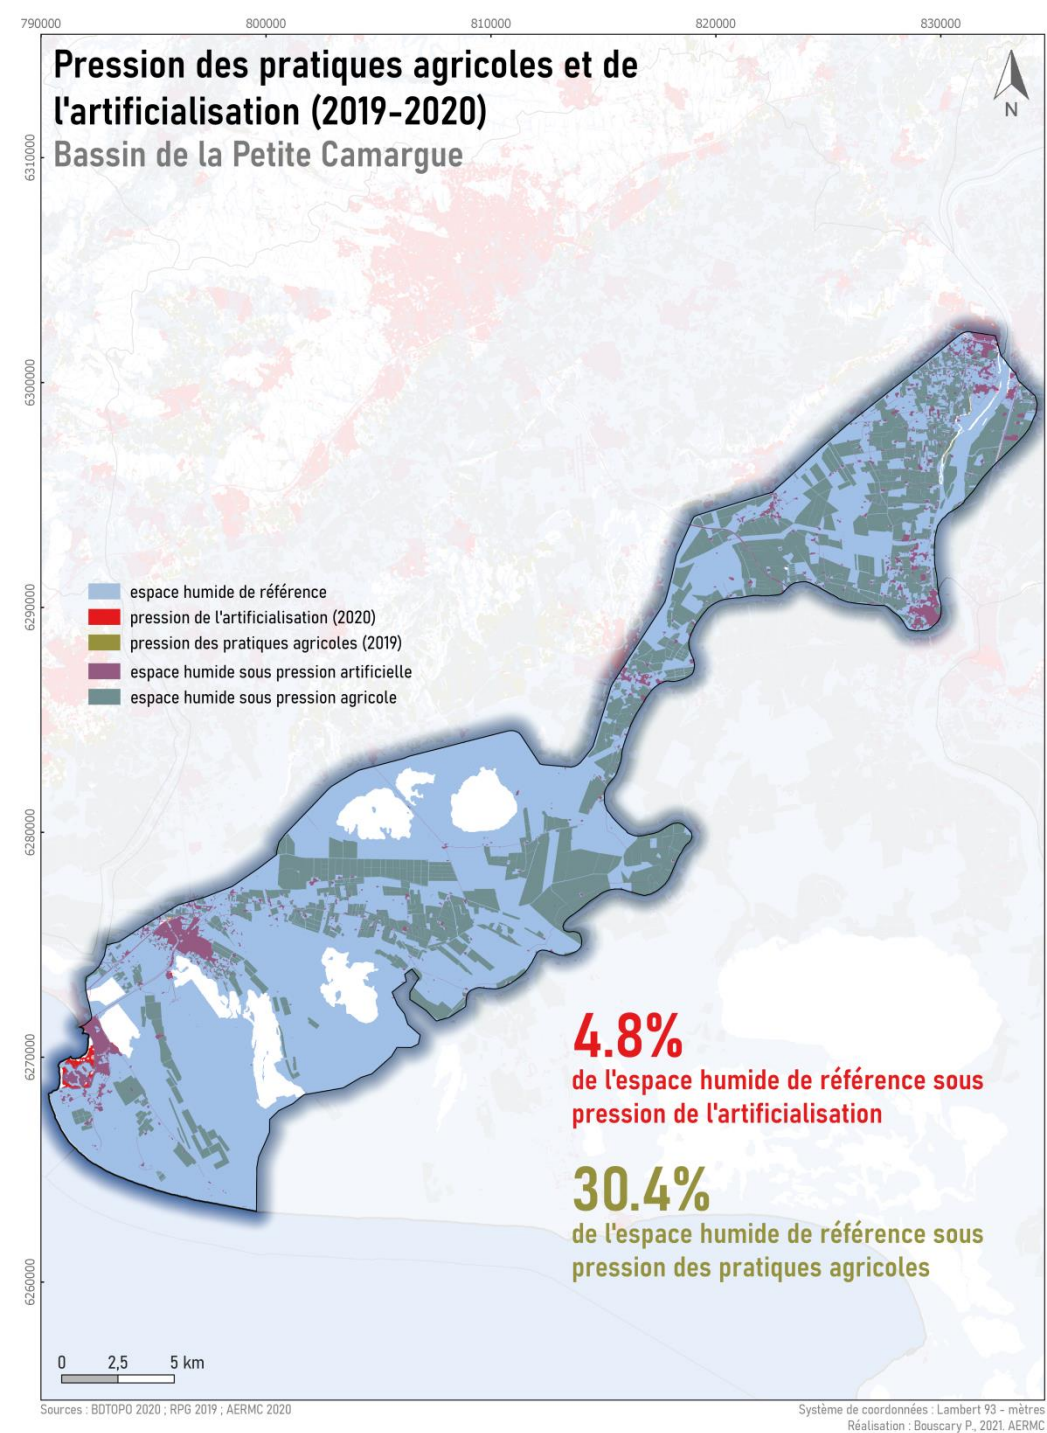 790000
800000
810000
820000
830000
Pression des pratiques agricoles et de
l'artificialisation (2019-2020)
Bassin de la Petite Camargue
N
6310000
6300000
6290000
6280000
6270000
6260000
espace humide de référence
pression de l'artificialisation (2020)
pression des pratiques agricoles (2019)
espace humide sous pression artificielle
espace humide sous pression agricole
4.8%
de l'espace humide de référence sous
pression de l'artificialisation
30.4%
de l'espace humide de référence sous
pression des pratiques agricoles
0 2,5 5 km
Sources : BDTOPO 2020 ; RPG 2019 ; AERMC 2020
Système de coordonnées : Lambert 93 - mètres
Réalisation : Bouscary P., 2021. AERMC